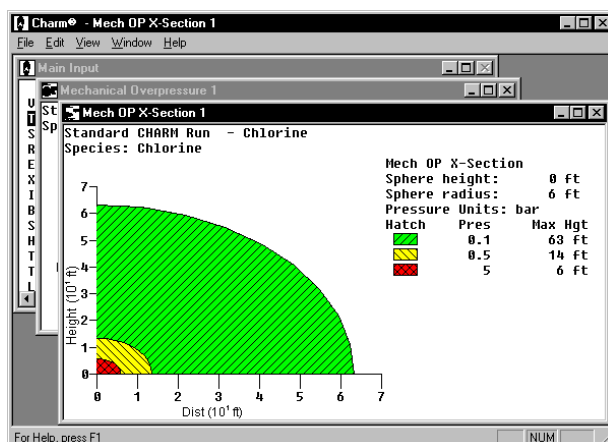 Charm® - Mech OP X-Section 1
File Edit View Window Help
Main Input
Mechanical Overpressure 1
Mech OP X-Section 1
V
T
S
R
E
X
I
B
S
H
T
T
L
St
Sp
Standard CHARM Run - Chlorine
Species: Chlorine
Mech OP X-Section
Sphere height: 0 ft
Sphere radius: 6 ft
Pressure Units: bar
Hatch Pres Max Hgt
0.1 63 ft
0.5 14 ft
5 6 ft
7
6
5
4
3
2
1
0
Height (10¹ ft)
0 1 2 3 4 5 6 7
Dist (10¹ ft)
For Help, press F1
NUM